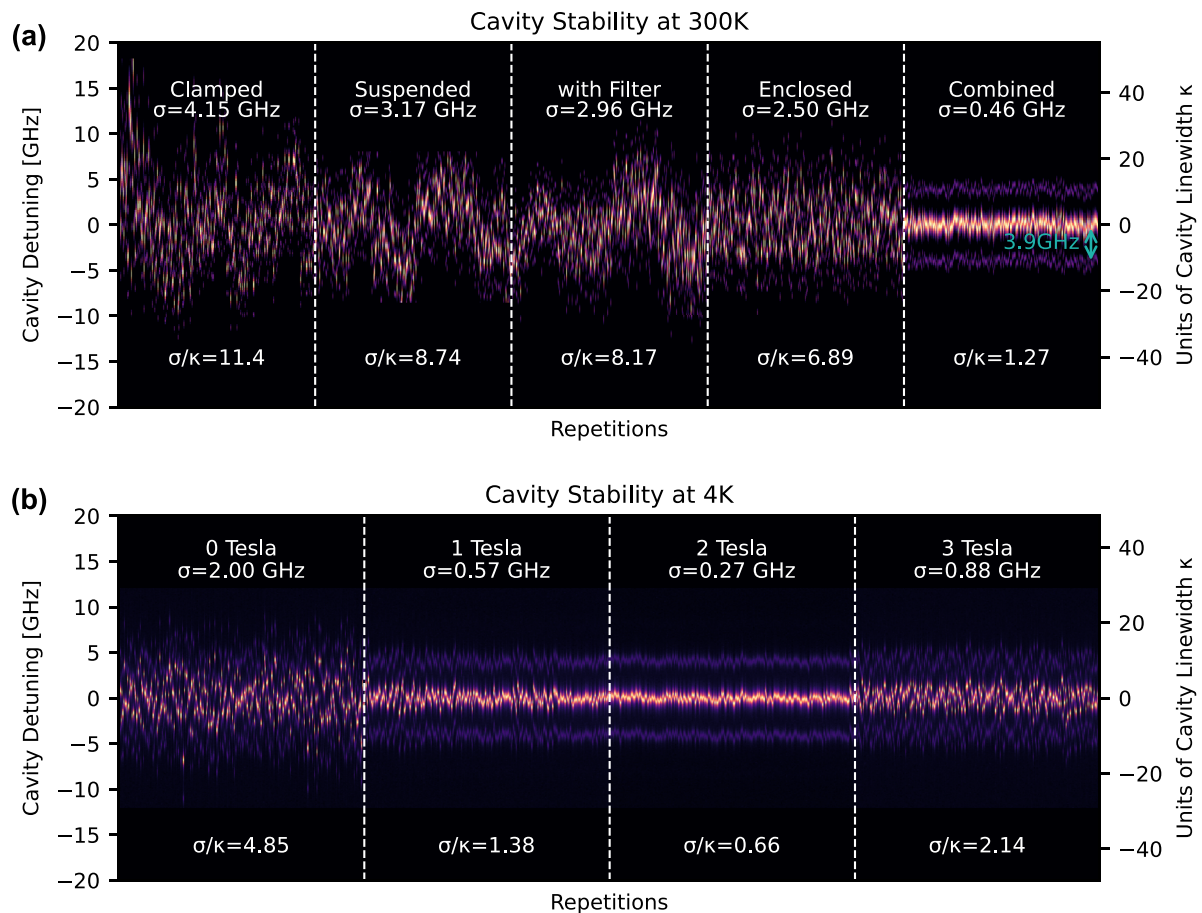 (a)
Cavity Stability at 300K
Cavity Detuning [GHz]
20
15
10
5
0
−5
−10
−15
−20
Clamped
σ=4.15 GHz
Suspended
σ=3.17 GHz
with Filter
σ=2.96 GHz
Enclosed
σ=2.50 GHz
Combined
σ=0.46 GHz
3.9GHz
σ/κ=11.4
σ/κ=8.74
σ/κ=8.17
σ/κ=6.89
σ/κ=1.27
40
20
0
−20
−40
Units of Cavity Linewidth κ
Repetitions
(b)
Cavity Stability at 4K
Cavity Detuning [GHz]
20
15
10
5
0
−5
−10
−15
−20
0 Tesla
σ=2.00 GHz
1 Tesla
σ=0.57 GHz
2 Tesla
σ=0.27 GHz
3 Tesla
σ=0.88 GHz
σ/κ=4.85
σ/κ=1.38
σ/κ=0.66
σ/κ=2.14
40
20
0
−20
−40
Units of Cavity Linewidth κ
Repetitions